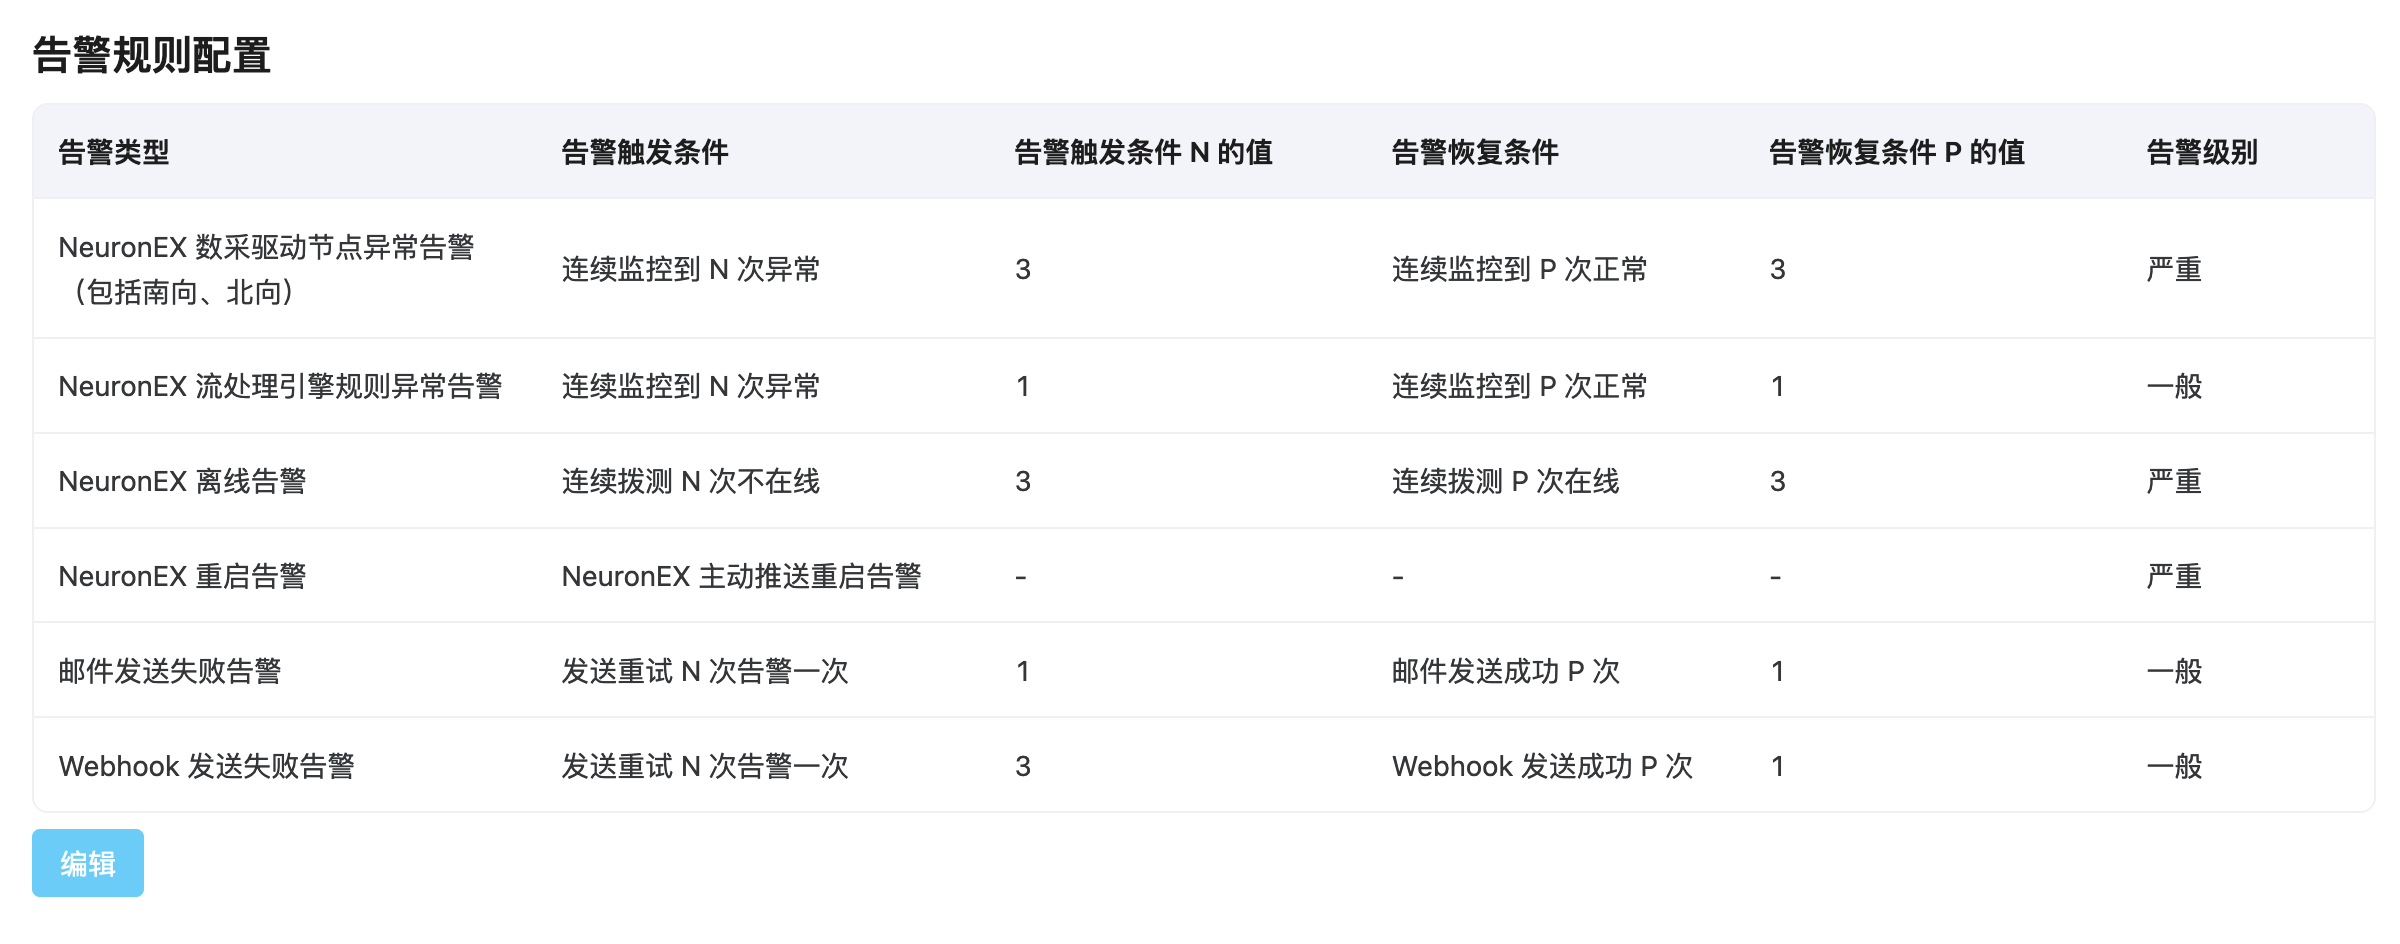 告警规则配置
告警类型 告警触发条件 告警触发条件 N 的值 告警恢复条件 告警恢复条件 P 的值 告警级别
NeuronEX 数采驱动节点异常告警
（包括南向、北向） 连续监控到 N 次异常 3 连续监控到 P 次正常 3 严重
NeuronEX 流处理引擎规则异常告警 连续监控到 N 次异常 1 连续监控到 P 次正常 1 一般
NeuronEX 离线告警 连续拨测 N 次不在线 3 连续拨测 P 次在线 3 严重
NeuronEX 重启告警 NeuronEX 主动推送重启告警 - - - 严重
邮件发送失败告警 发送重试 N 次告警一次 1 邮件发送成功 P 次 1 一般
Webhook 发送失败告警 发送重试 N 次告警一次 3 Webhook 发送成功 P 次 1 一般
编辑